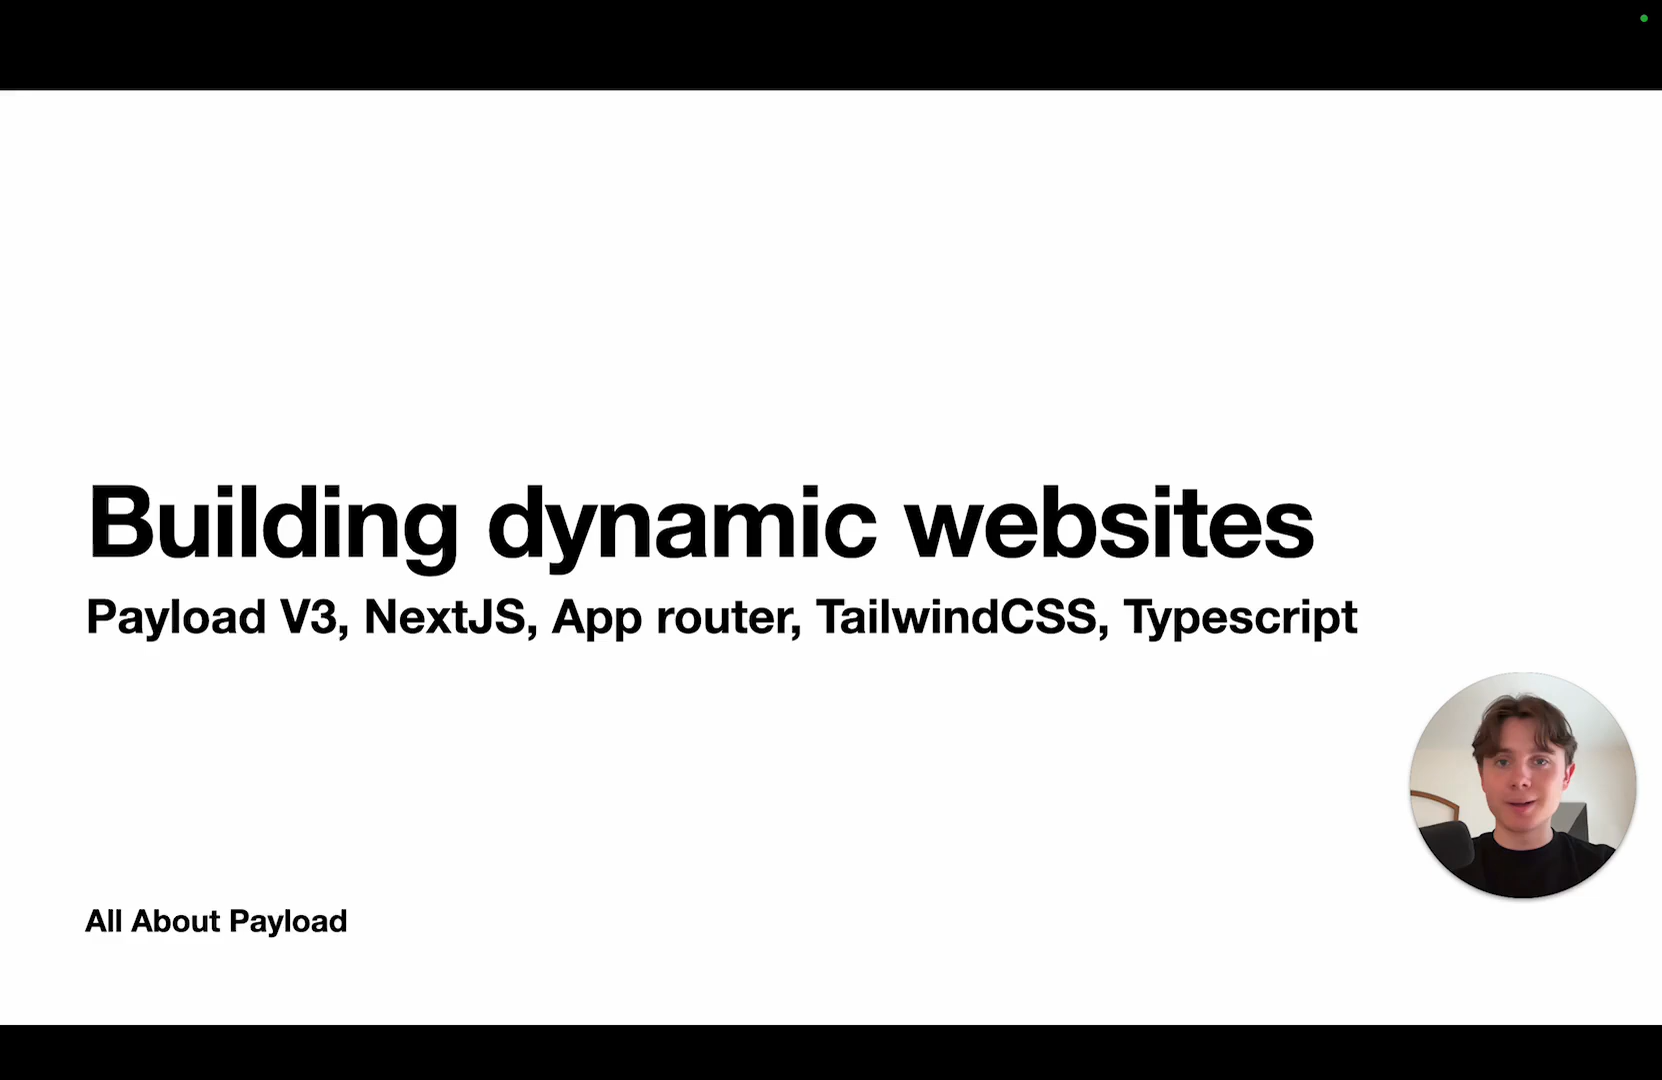 Building dynamic websites
Payload V3, NextJS, App router, TailwindCSS, Typescript
All About Payload